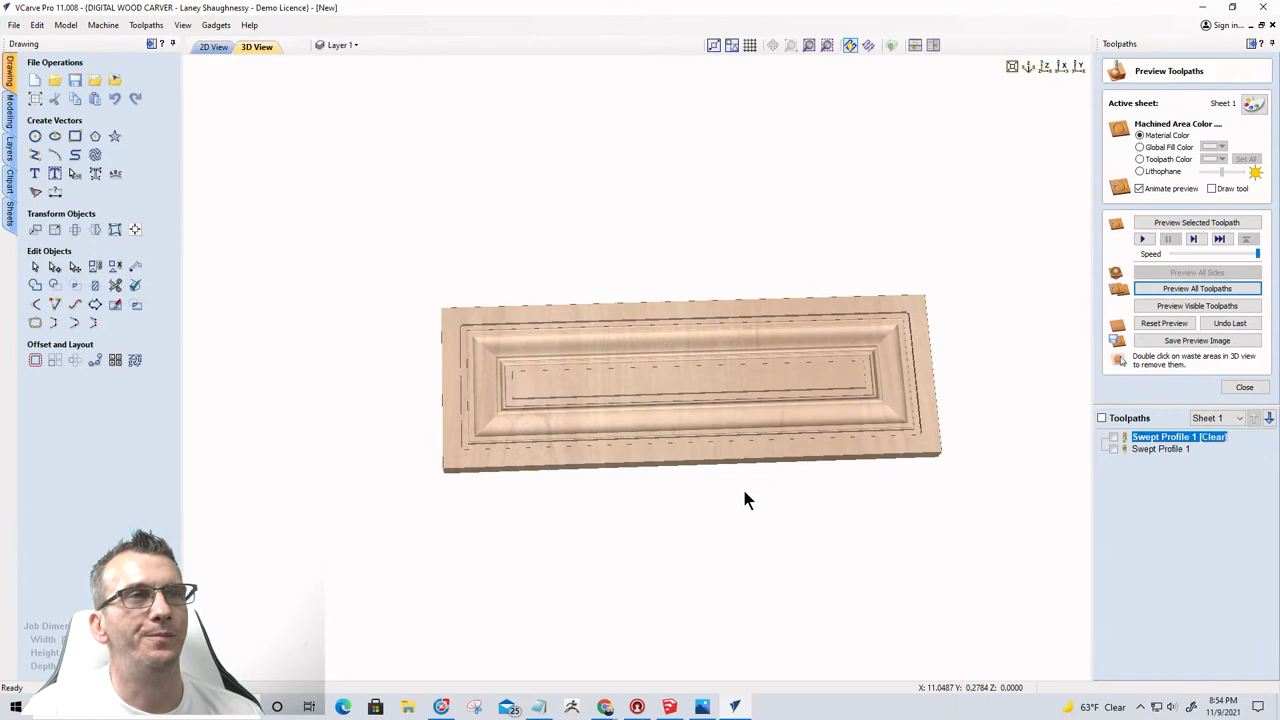 VCarve Pro 11.008 - {DIGITAL WOOD CARVER - Laney Shaughnessy - Demo Licence} - [New]
File Edit Model Machine Toolpaths View Gadgets Help
Sign in...
Drawing
2D View 3D View Layer 1
Toolpaths
File Operations
Create Vectors
Transform Objects
Edit Objects
Offset and Layout
Drawing
Modeling
Layers
Clipart
Sheets
Preview Toolpaths
Active sheet: Sheet 1
Machined Area Color ....
Material Color
Global Fill Color
Toolpath Color Set All
Lithophane
Animate preview Draw tool
Preview Selected Toolpath
Speed
Preview All Sides
Preview All Toolpaths
Preview Visible Toolpaths
Reset Preview Undo Last
Save Preview Image
Double click on waste areas in 3D view
to remove them.
Close
Toolpaths Sheet 1
Swept Profile 1 [Clear]
Swept Profile 1
Job Dimen
Width
Height
Depth
Ready
X: 11.0487 Y: 0.2784 Z: 0.0000
25
63°F Clear
8:54 PM
11/9/2021